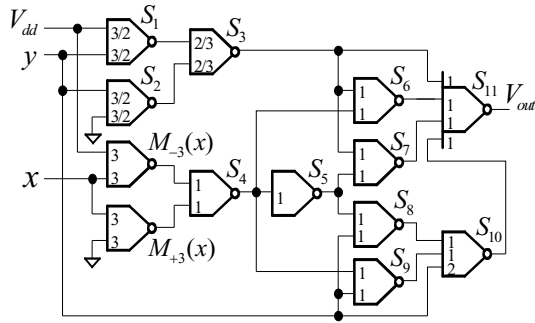 V_dd
y
x
3/2
3/2
S_1
3/2
3/2
S_2
2/3
2/3
S_3
3
3
M_{-3}(x)
3
3
M_{+3}(x)
1
1
S_4
1
S_5
1
1
S_6
1
1
S_7
1
1
S_8
1
1
S_9
1
1
2
S_10
1
1
1
1
S_11
V_out